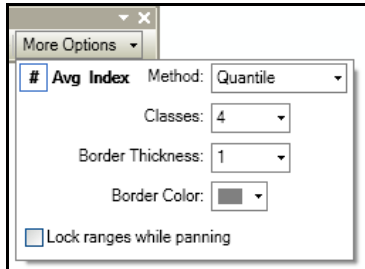 More Options
# Avg Index Method: Quantile
Classes: 4
Border Thickness: 1
Border Color:
Lock ranges while panning